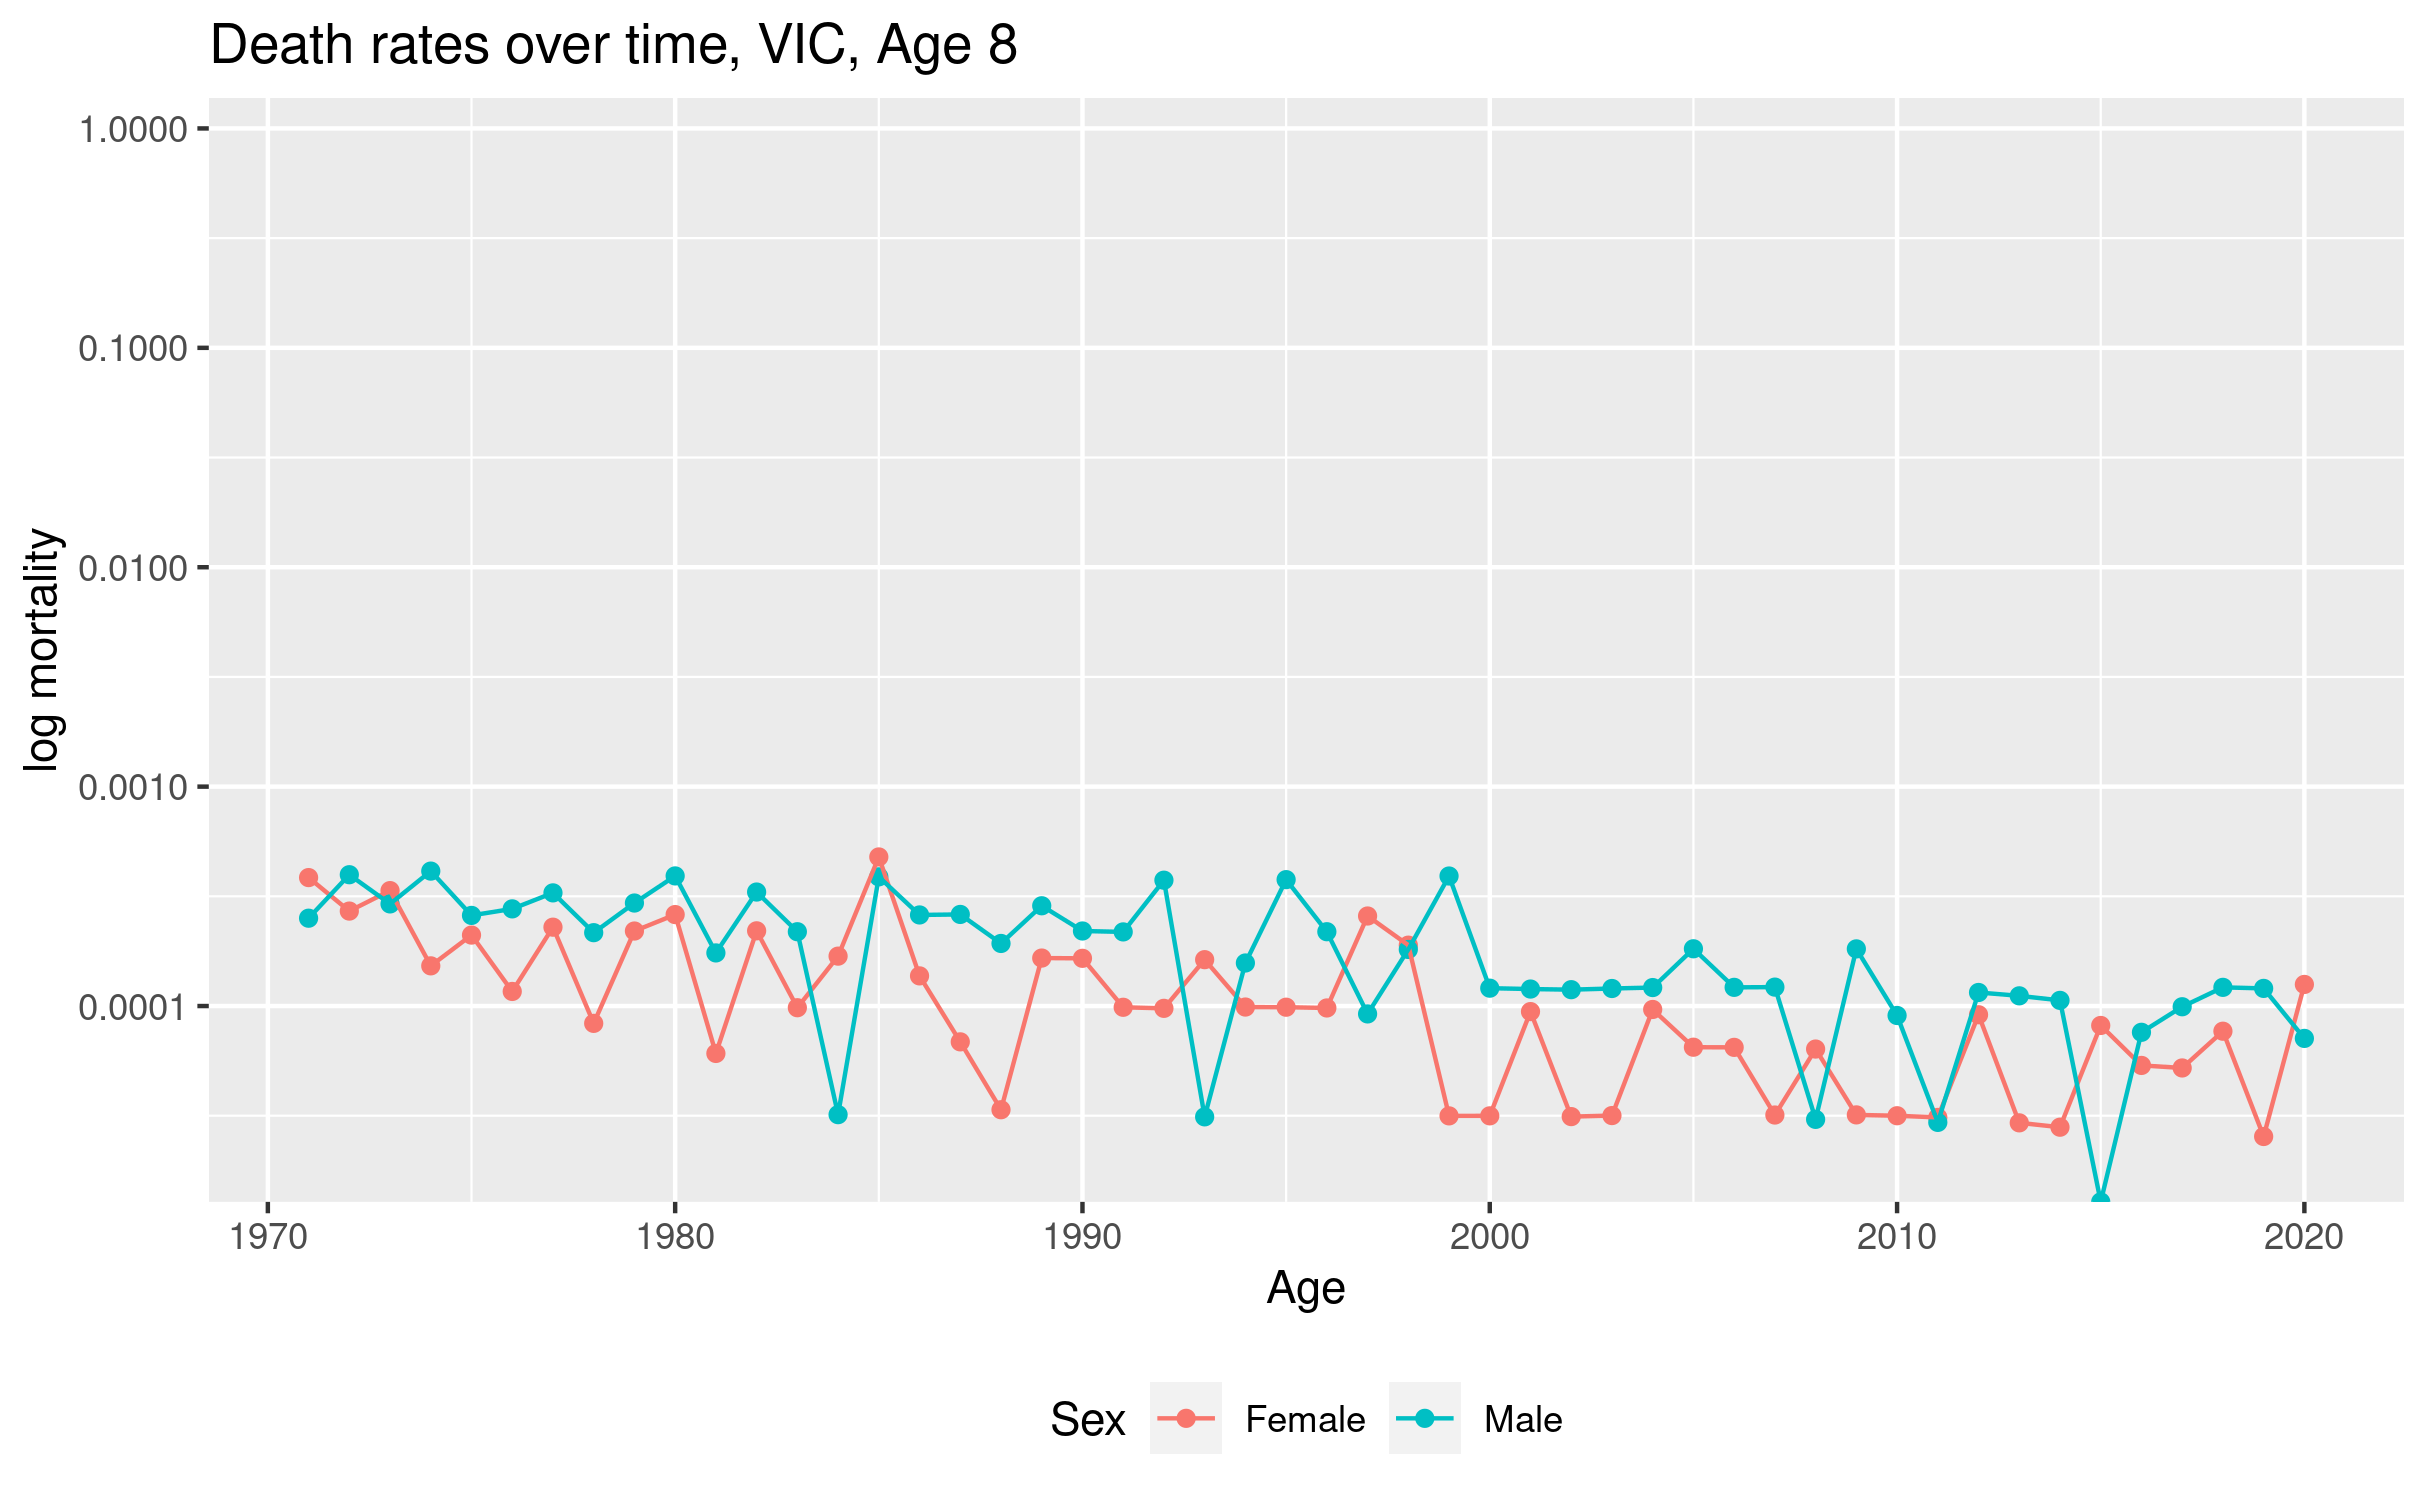 Death rates over time, VIC, Age 8
log mortality
1.0000
0.1000
0.0100
0.0010
0.0001
1970 1980 1990 2000 2010 2020
Age
Sex Female Male